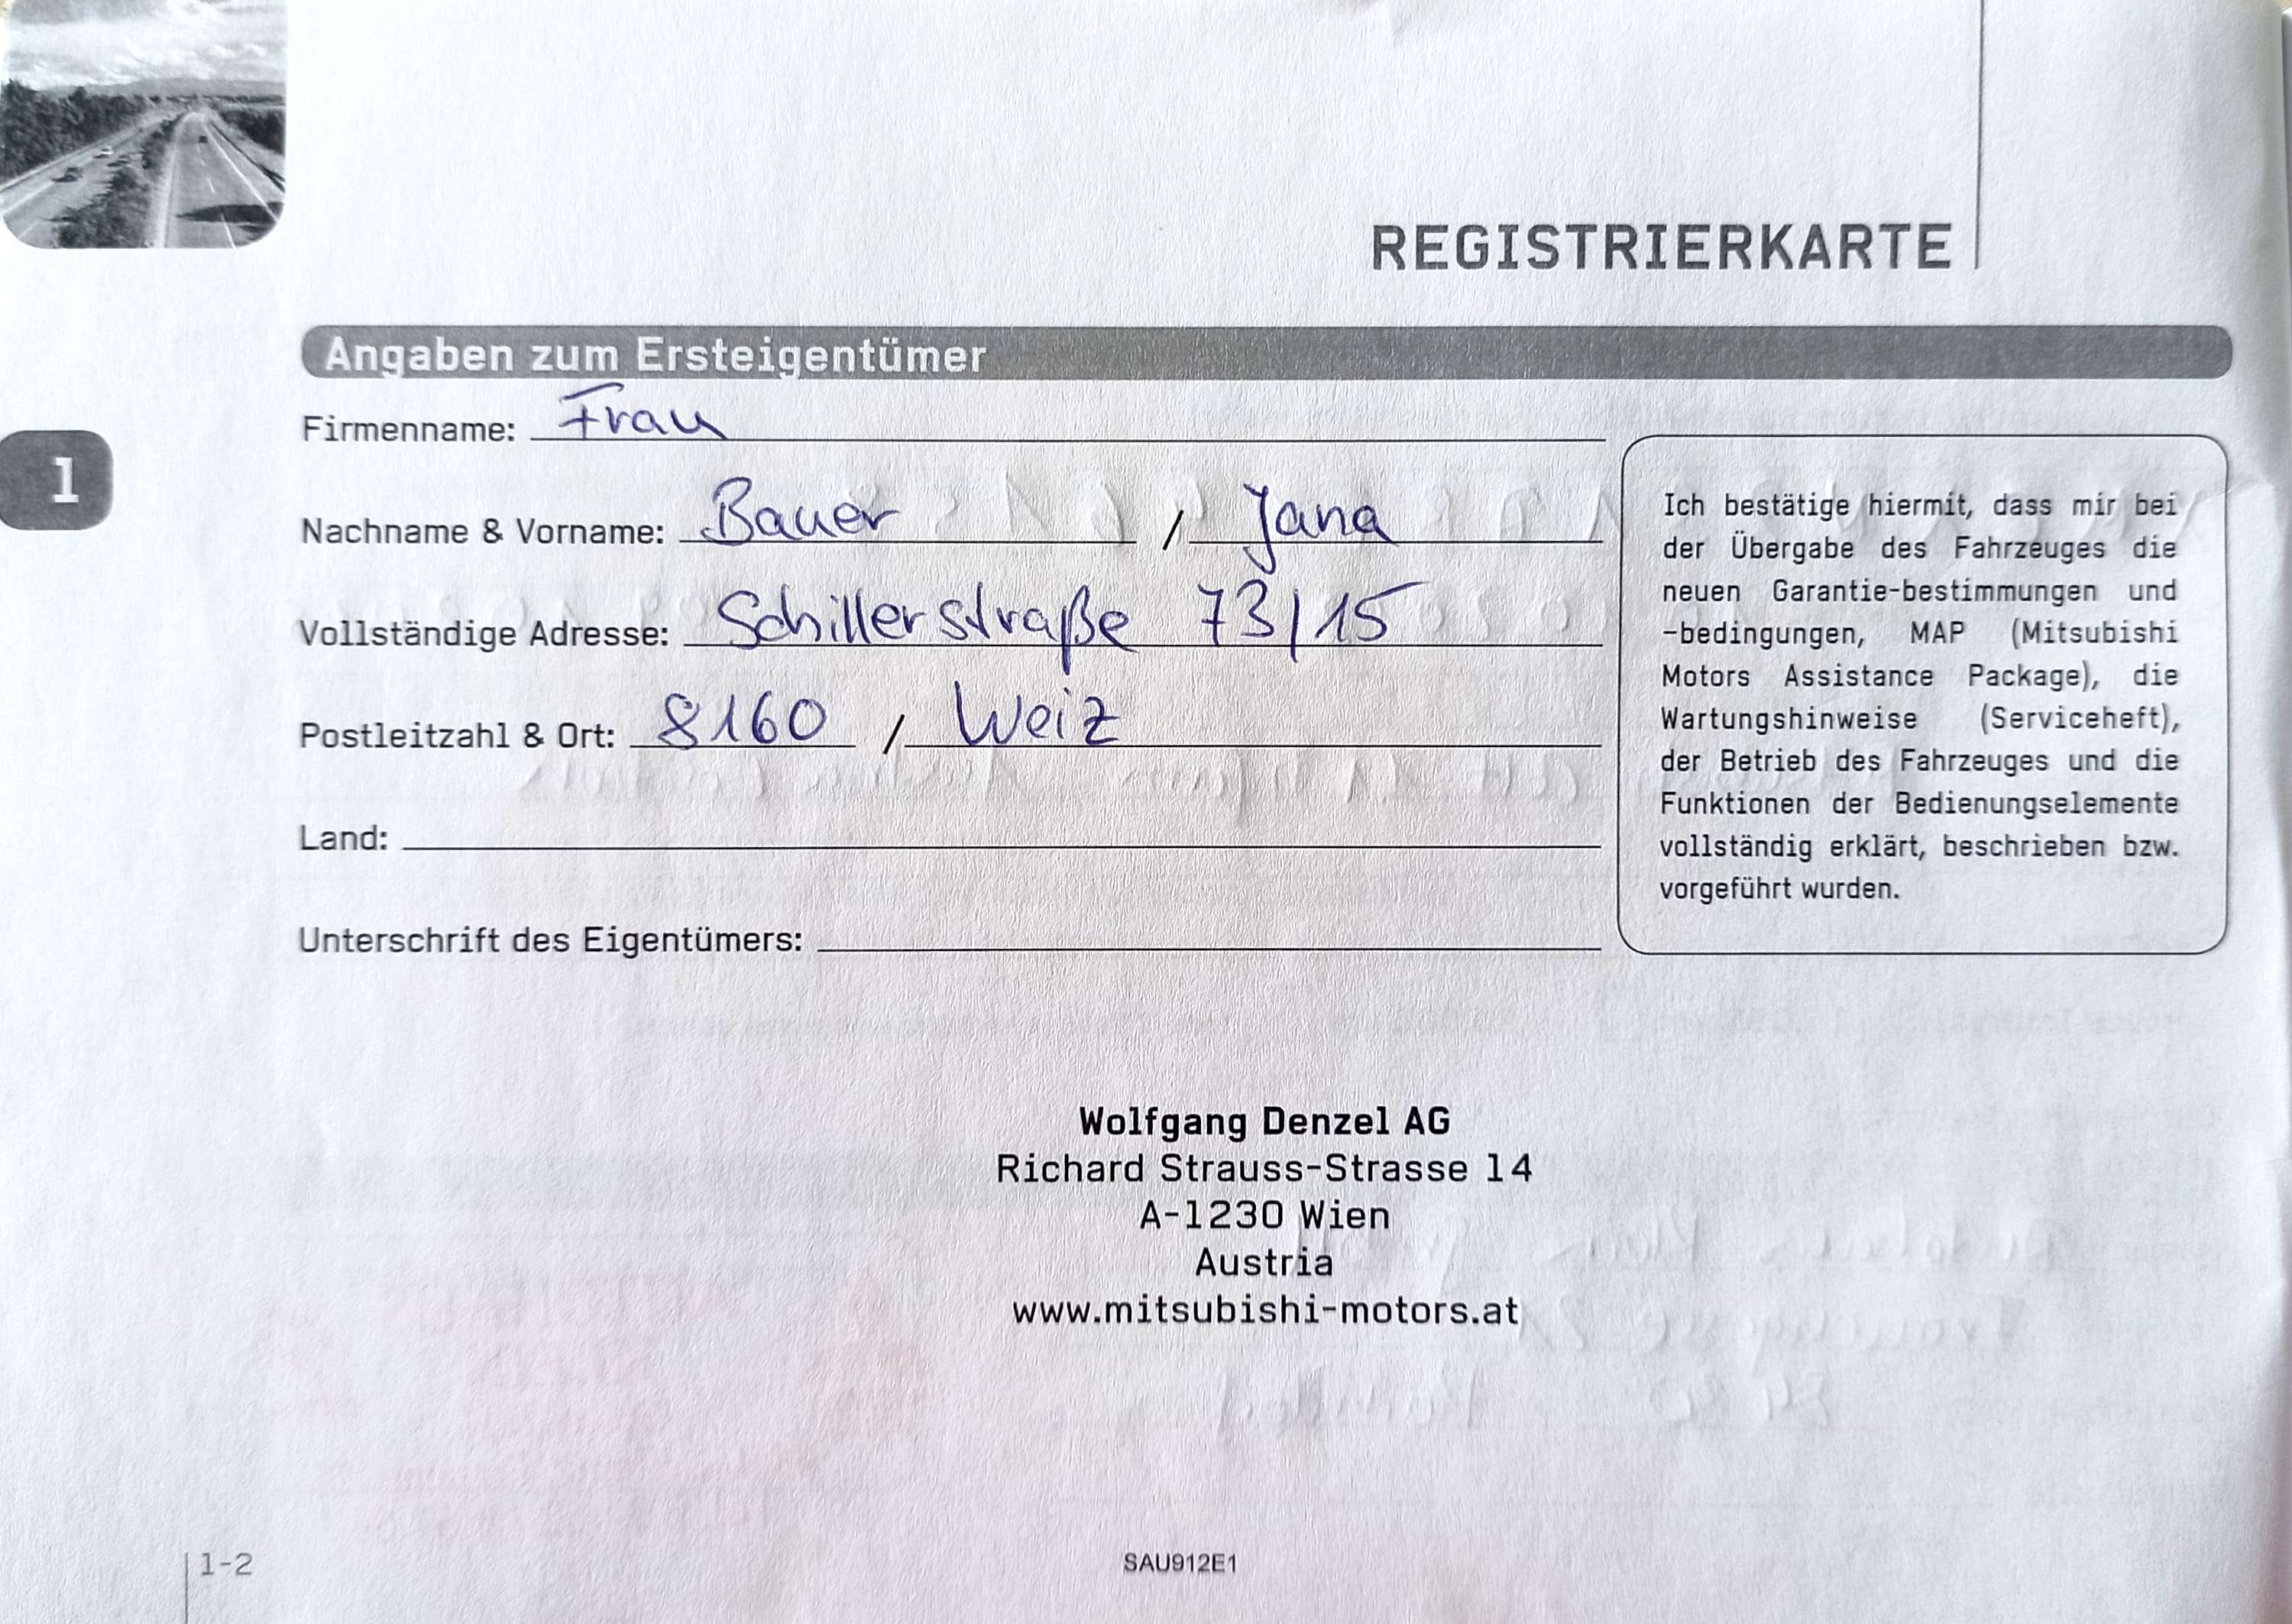 REGISTRIERKARTE
Angaben zum Ersteigentümer
Firmenname: Frau
Nachname & Vorname: Bauer / Jana
Vollständige Adresse: Schillerstraße 73/15
Postleitzahl & Ort: 8160 / Weiz
Land:
Unterschrift des Eigentümers:
1
Ich bestätige hiermit, dass mir bei
der Übergabe des Fahrzeuges die
neuen Garantie-bestimmungen und
-bedingungen, MAP (Mitsubishi
Motors Assistance Package), die
Wartungshinweise (Serviceheft),
der Betrieb des Fahrzeuges und die
Funktionen der Bedienungselemente
vollständig erklärt, beschrieben bzw.
vorgeführt wurden.
Wolfgang Denzel AG
Richard Strauss-Strasse 14
A-1230 Wien
Austria
www.mitsubishi-motors.at
1-2
SAU912E1